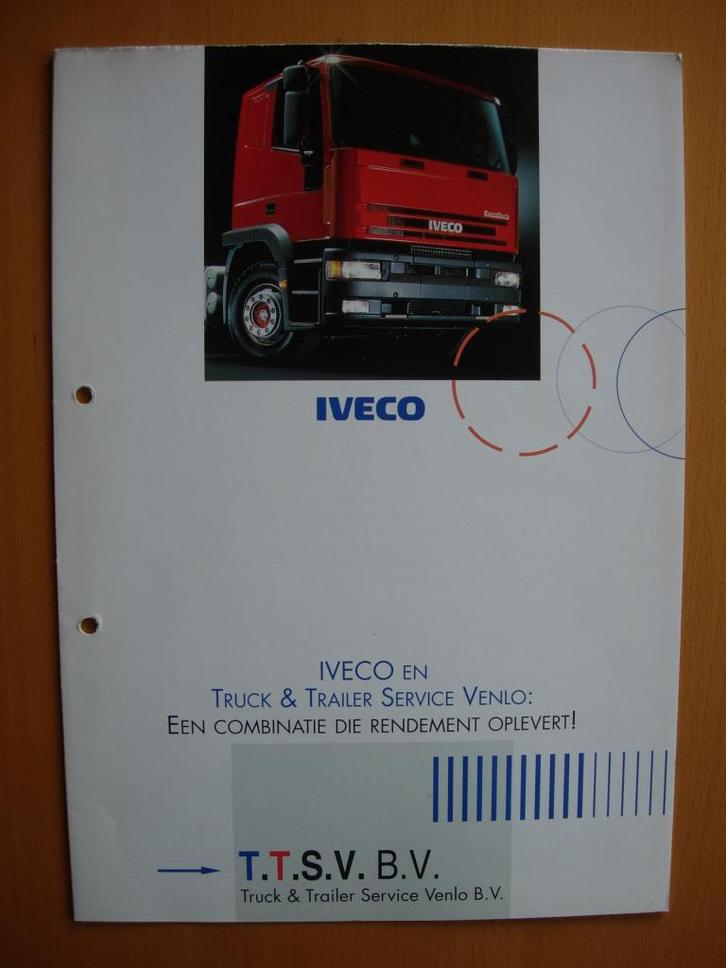 EuroTech
IVECO
IVECO
IVECO EN
TRUCK & TRAILER SERVICE VENLO:
EEN COMBINATIE DIE RENDEMENT OPLEVERT!
T.T.S.V. B.V.
Truck & Trailer Service Venlo B.V.